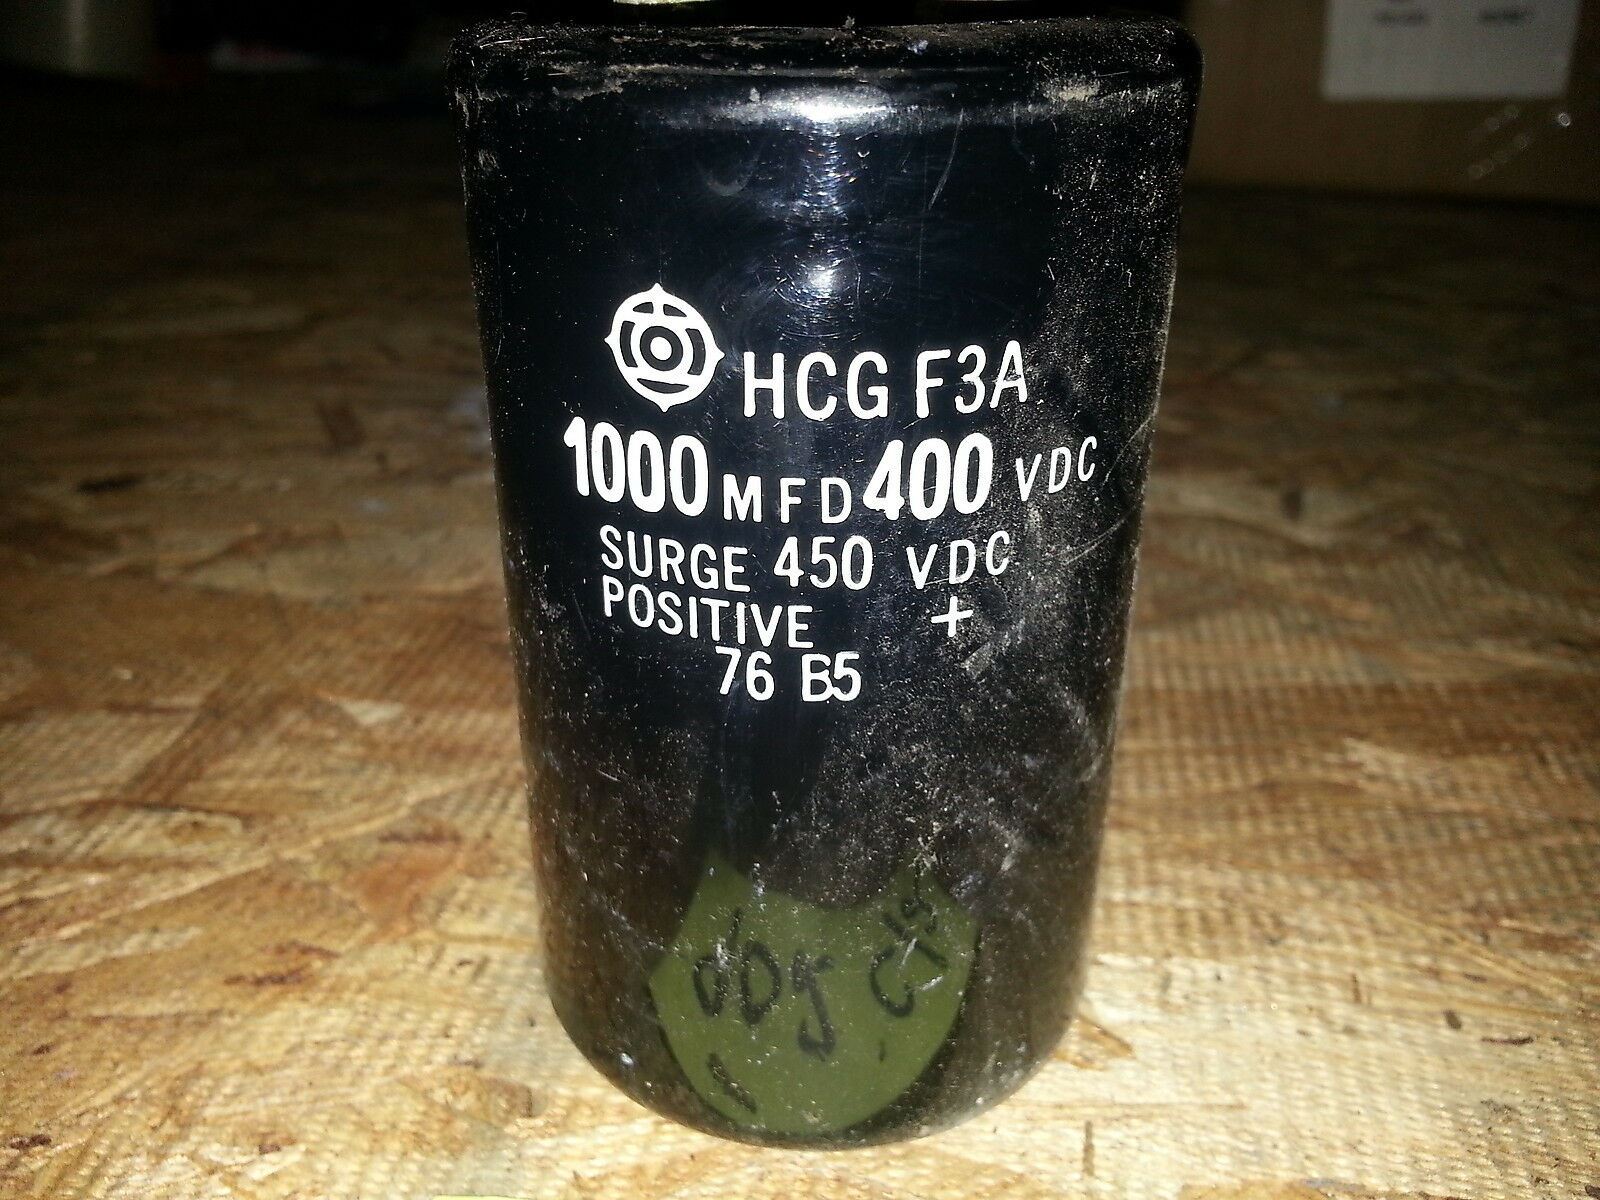 HCG F3A
1000 MFD 400 VDC
SURGE 450 VDC
POSITIVE +
76 B5